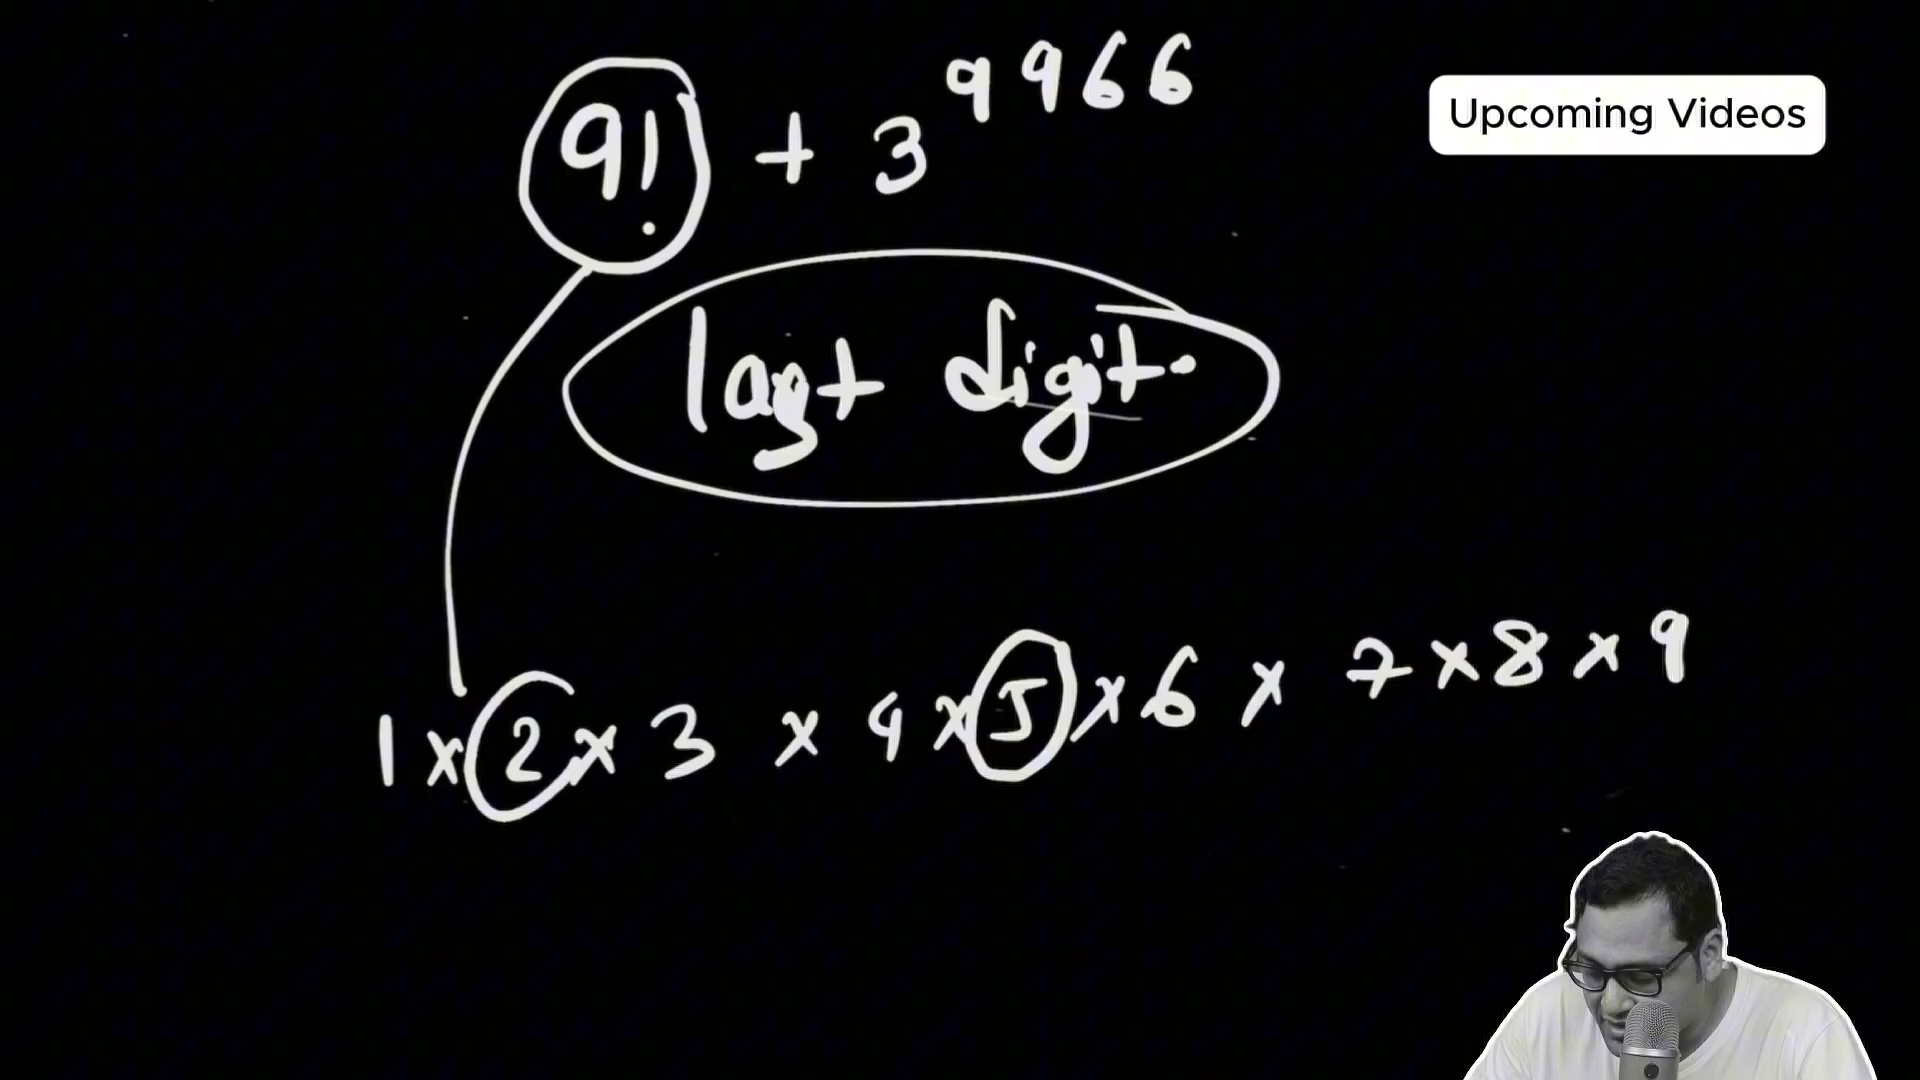 9! + 3^9966
Upcoming Videos
last digit.
1 x 2 x 3 x 4 x 5 x 6 x 7 x 8 x 9